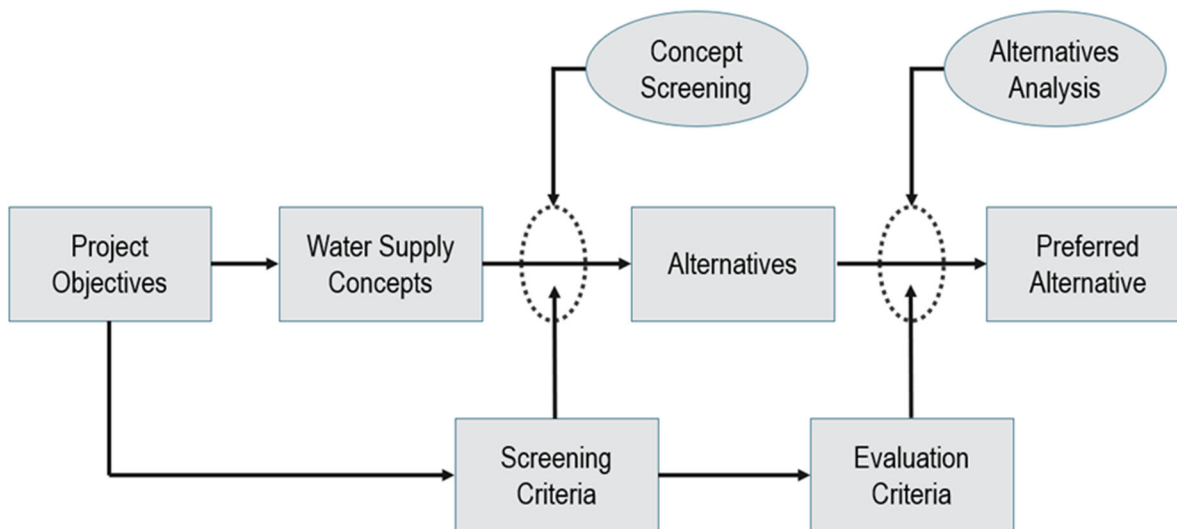 Concept
Screening
Alternatives
Analysis
Project
Objectives
Water Supply
Concepts
Alternatives
Preferred
Alternative
Screening
Criteria
Evaluation
Criteria